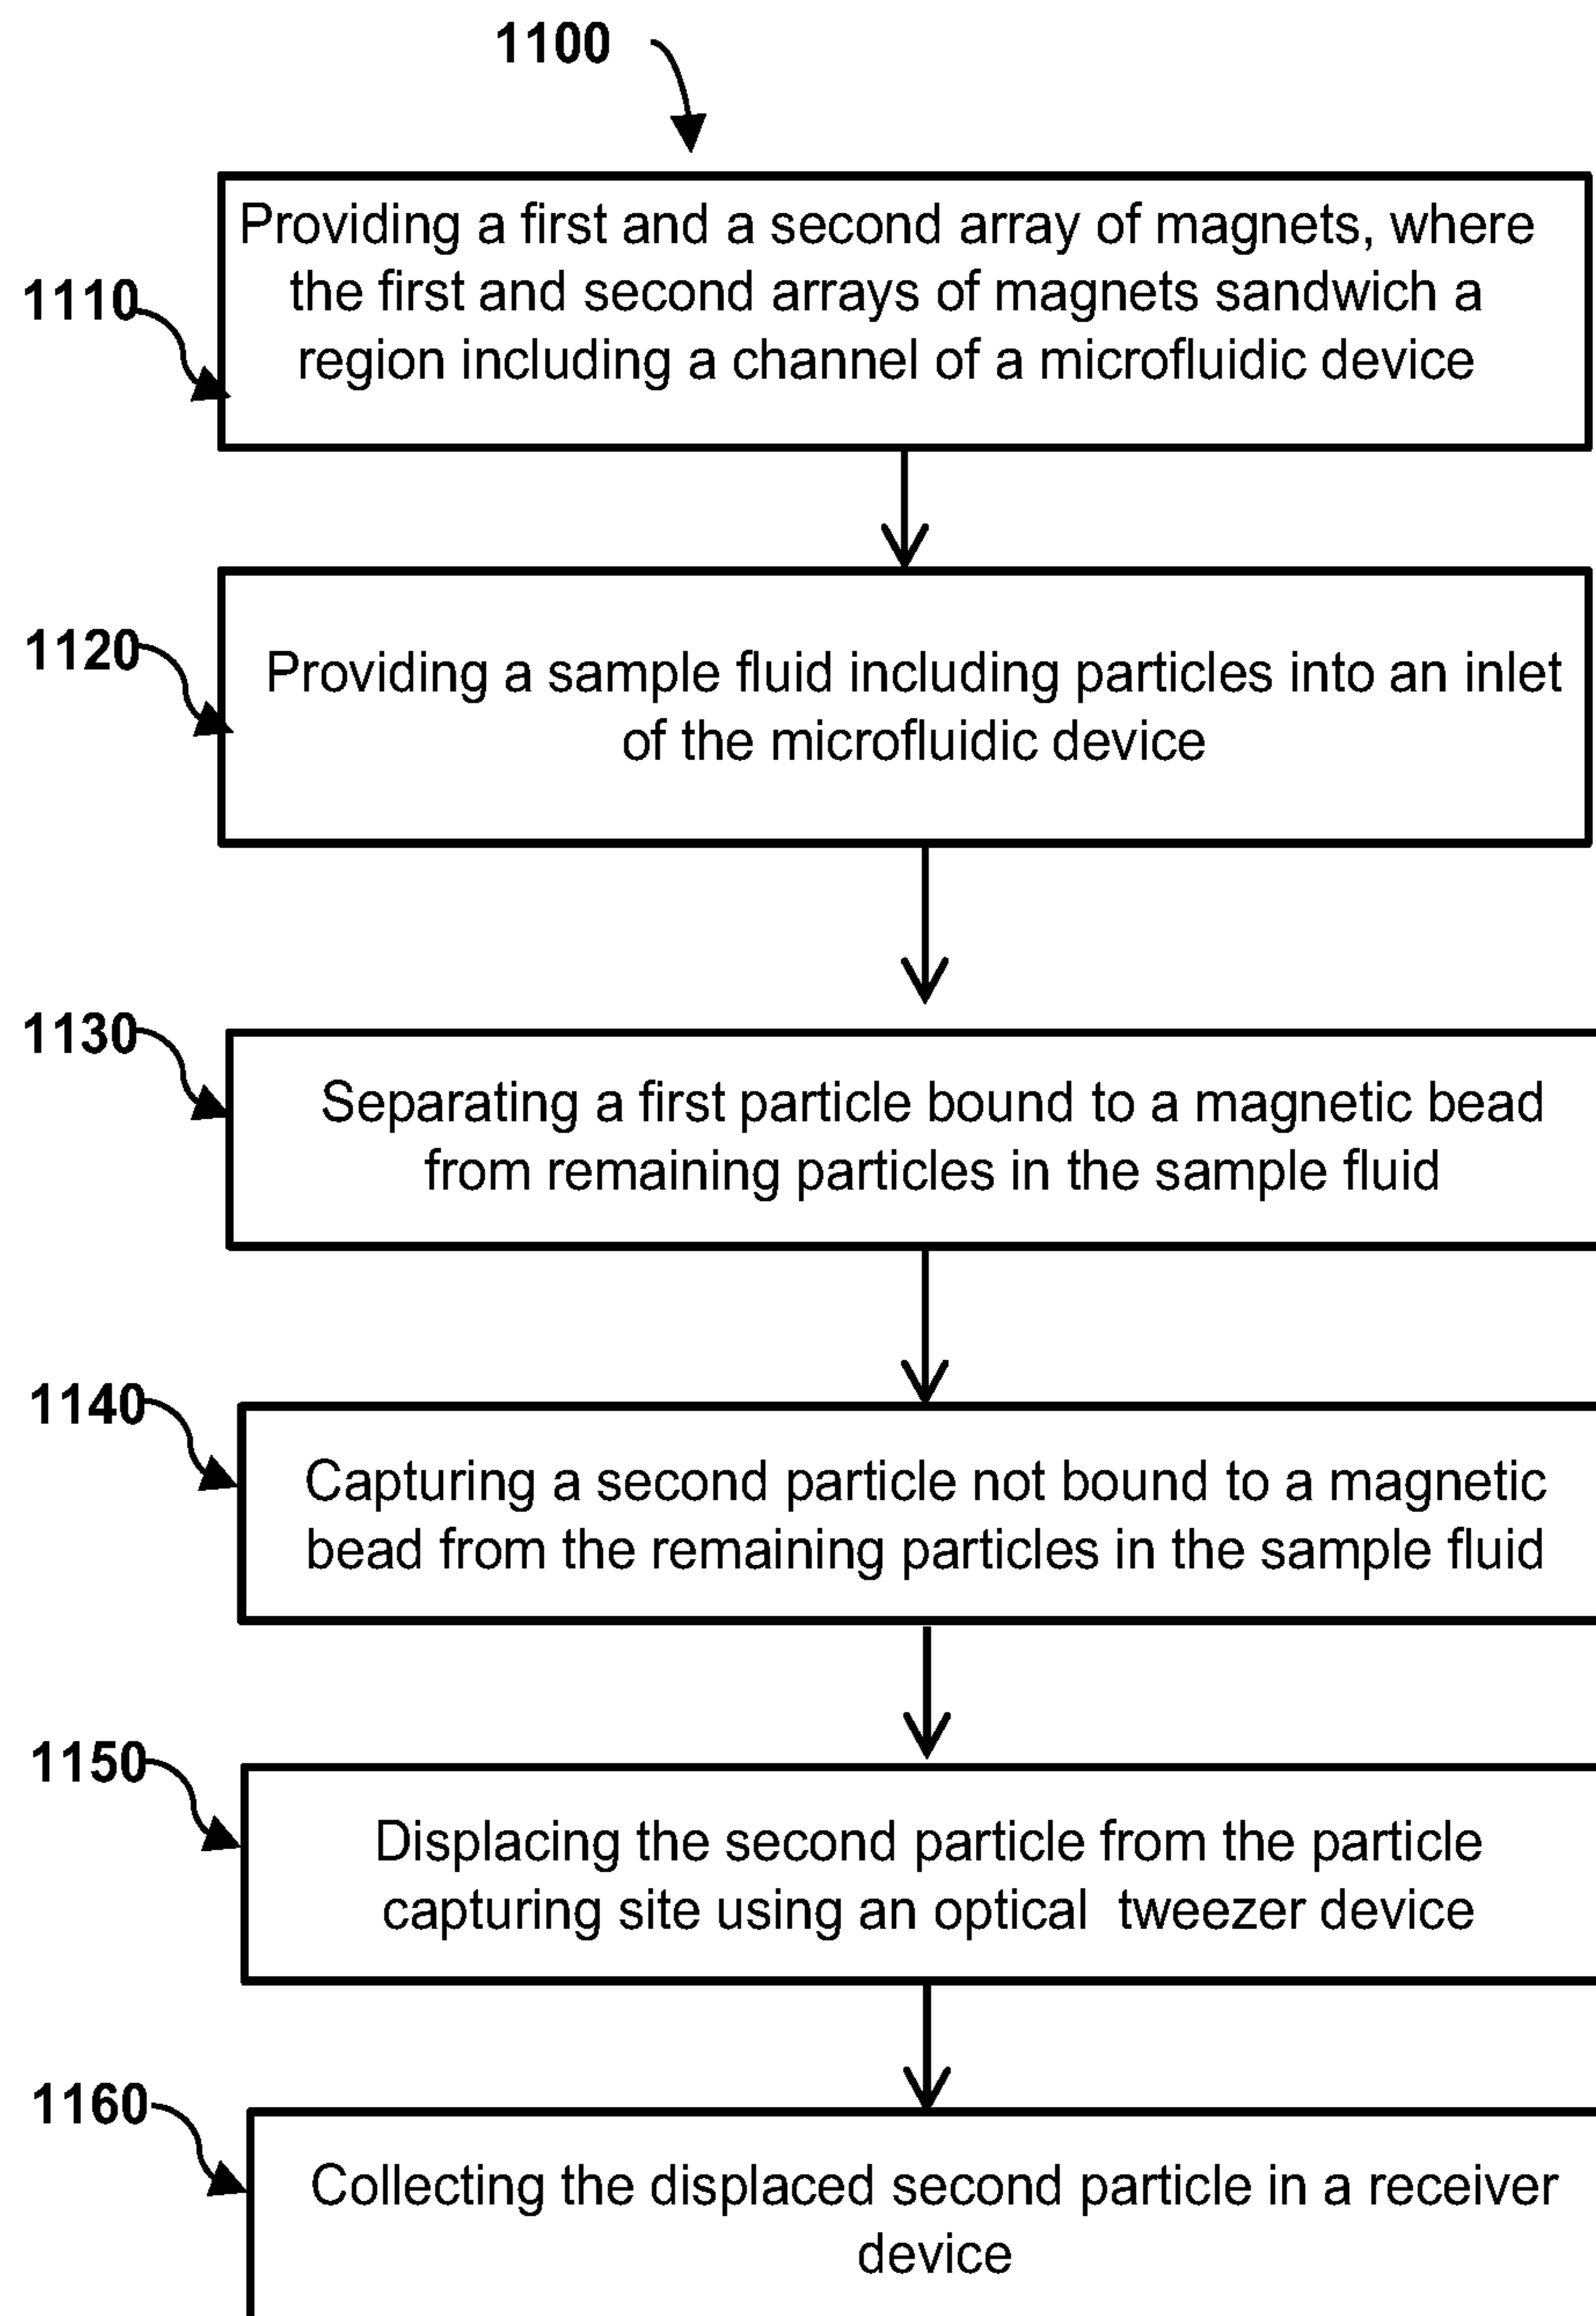 1100
1110
Providing a first and a second array of magnets, where
the first and second arrays of magnets sandwich a
region including a channel of a microfluidic device
1120
Providing a sample fluid including particles into an inlet
of the microfluidic device
1130
Separating a first particle bound to a magnetic bead
from remaining particles in the sample fluid
1140
Capturing a second particle not bound to a magnetic
bead from the remaining particles in the sample fluid
1150
Displacing the second particle from the particle
capturing site using an optical tweezer device
1160
Collecting the displaced second particle in a receiver
device